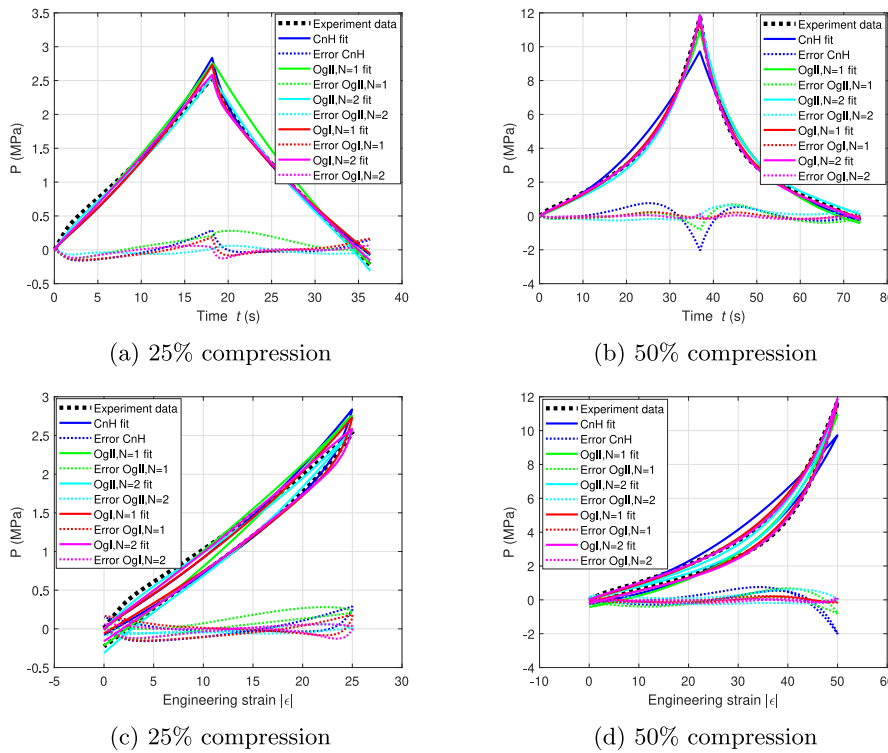 3
2.5
2
1.5
1
0.5
0
-0.5
P (MPa)
Experiment data
CnH fit
Error CnH
OgII,N=1 fit
Error OgII,N=1
OgII,N=2 fit
Error OgII,N=2
OgI,N=1 fit
Error OgI,N=1
OgI,N=2 fit
Error OgI,N=2
0 5 10 15 20 25 30 35 40
Time t (s)
(a) 25% compression
12
10
8
6
4
2
0
-2
-4
P (MPa)
Experiment data
CnH fit
Error CnH
OgII,N=1 fit
Error OgII,N=1
OgII,N=2 fit
Error OgII,N=2
OgI,N=1 fit
Error OgI,N=1
OgI,N=2 fit
Error OgI,N=2
0 10 20 30 40 50 60 70 80
Time t (s)
(b) 50% compression
3
2.5
2
1.5
1
0.5
0
-0.5
P (MPa)
Experiment data
CnH fit
Error CnH
OgII,N=1 fit
Error OgII,N=1
OgII,N=2 fit
Error OgII,N=2
OgI,N=1 fit
Error OgI,N=1
OgI,N=2 fit
Error OgI,N=2
-5 0 5 10 15 20 25 30
Engineering strain |ϵ|
(c) 25% compression
12
10
8
6
4
2
0
-2
-4
P (MPa)
Experiment data
CnH fit
Error CnH
OgII,N=1 fit
Error OgII,N=1
OgII,N=2 fit
Error OgII,N=2
OgI,N=1 fit
Error OgI,N=1
OgI,N=2 fit
Error OgI,N=2
-10 0 10 20 30 40 50 60
Engineering strain |ϵ|
(d) 50% compression